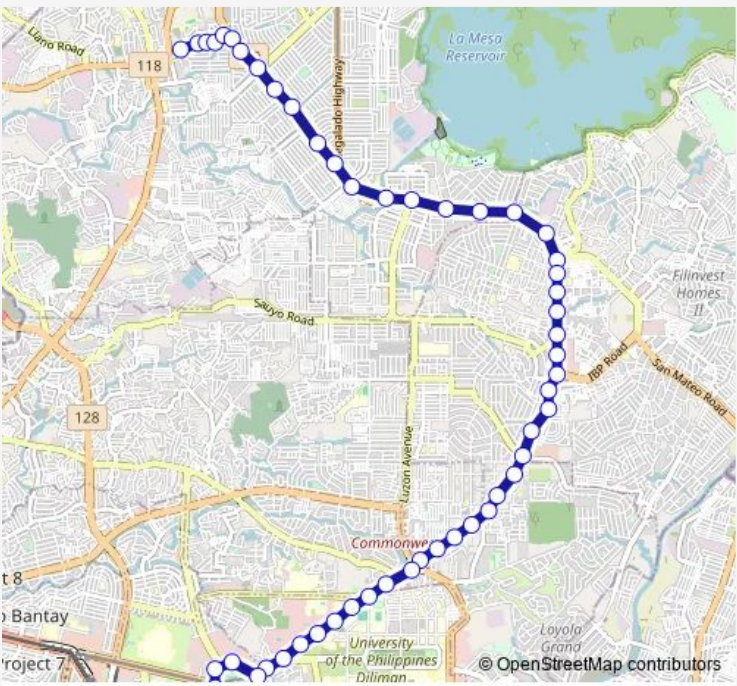 La Mesa
Reservoir
Llano Road
118
egalado Highway
Filinvest
Homes
II
Sauyo Road
IBP Road
San Mateo Road
128
Luzon Avenue
Commonwe
t 8
o Bantay
Project 7
University
of the Philippines
Diliman
Loyola
Grand
© OpenStreetMap contributors